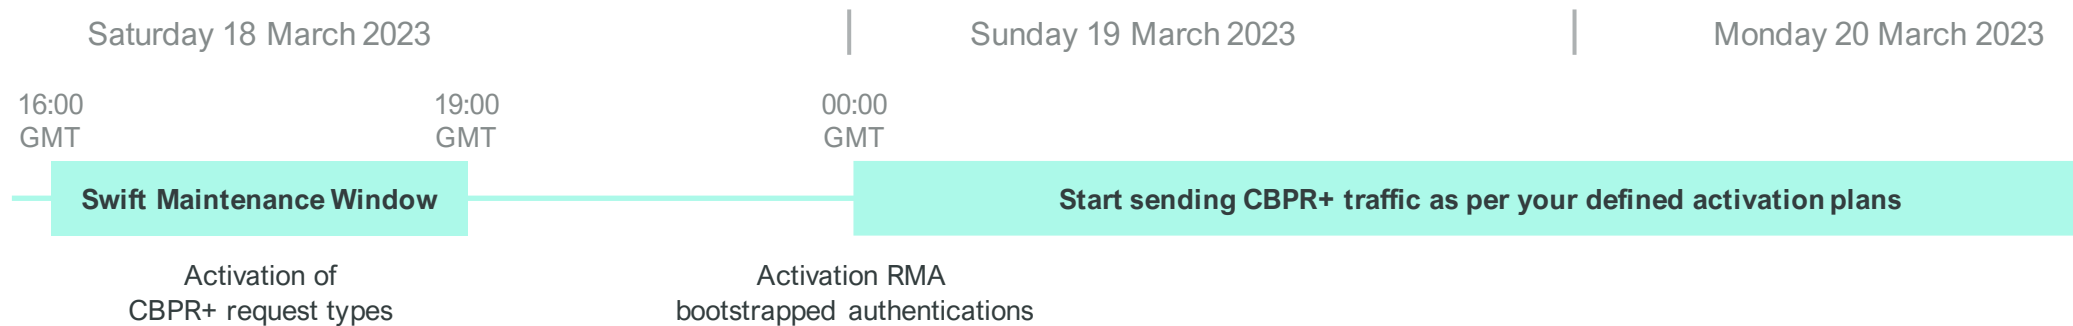 Saturday 18 March 2023
Sunday 19 March 2023
Monday 20 March 2023
16:00
GMT
19:00
GMT
00:00
GMT
Swift Maintenance Window
Start sending CBPR+ traffic as per your defined activation plans
Activation of
CBPR+ request types
Activation RMA
bootstrapped authentications